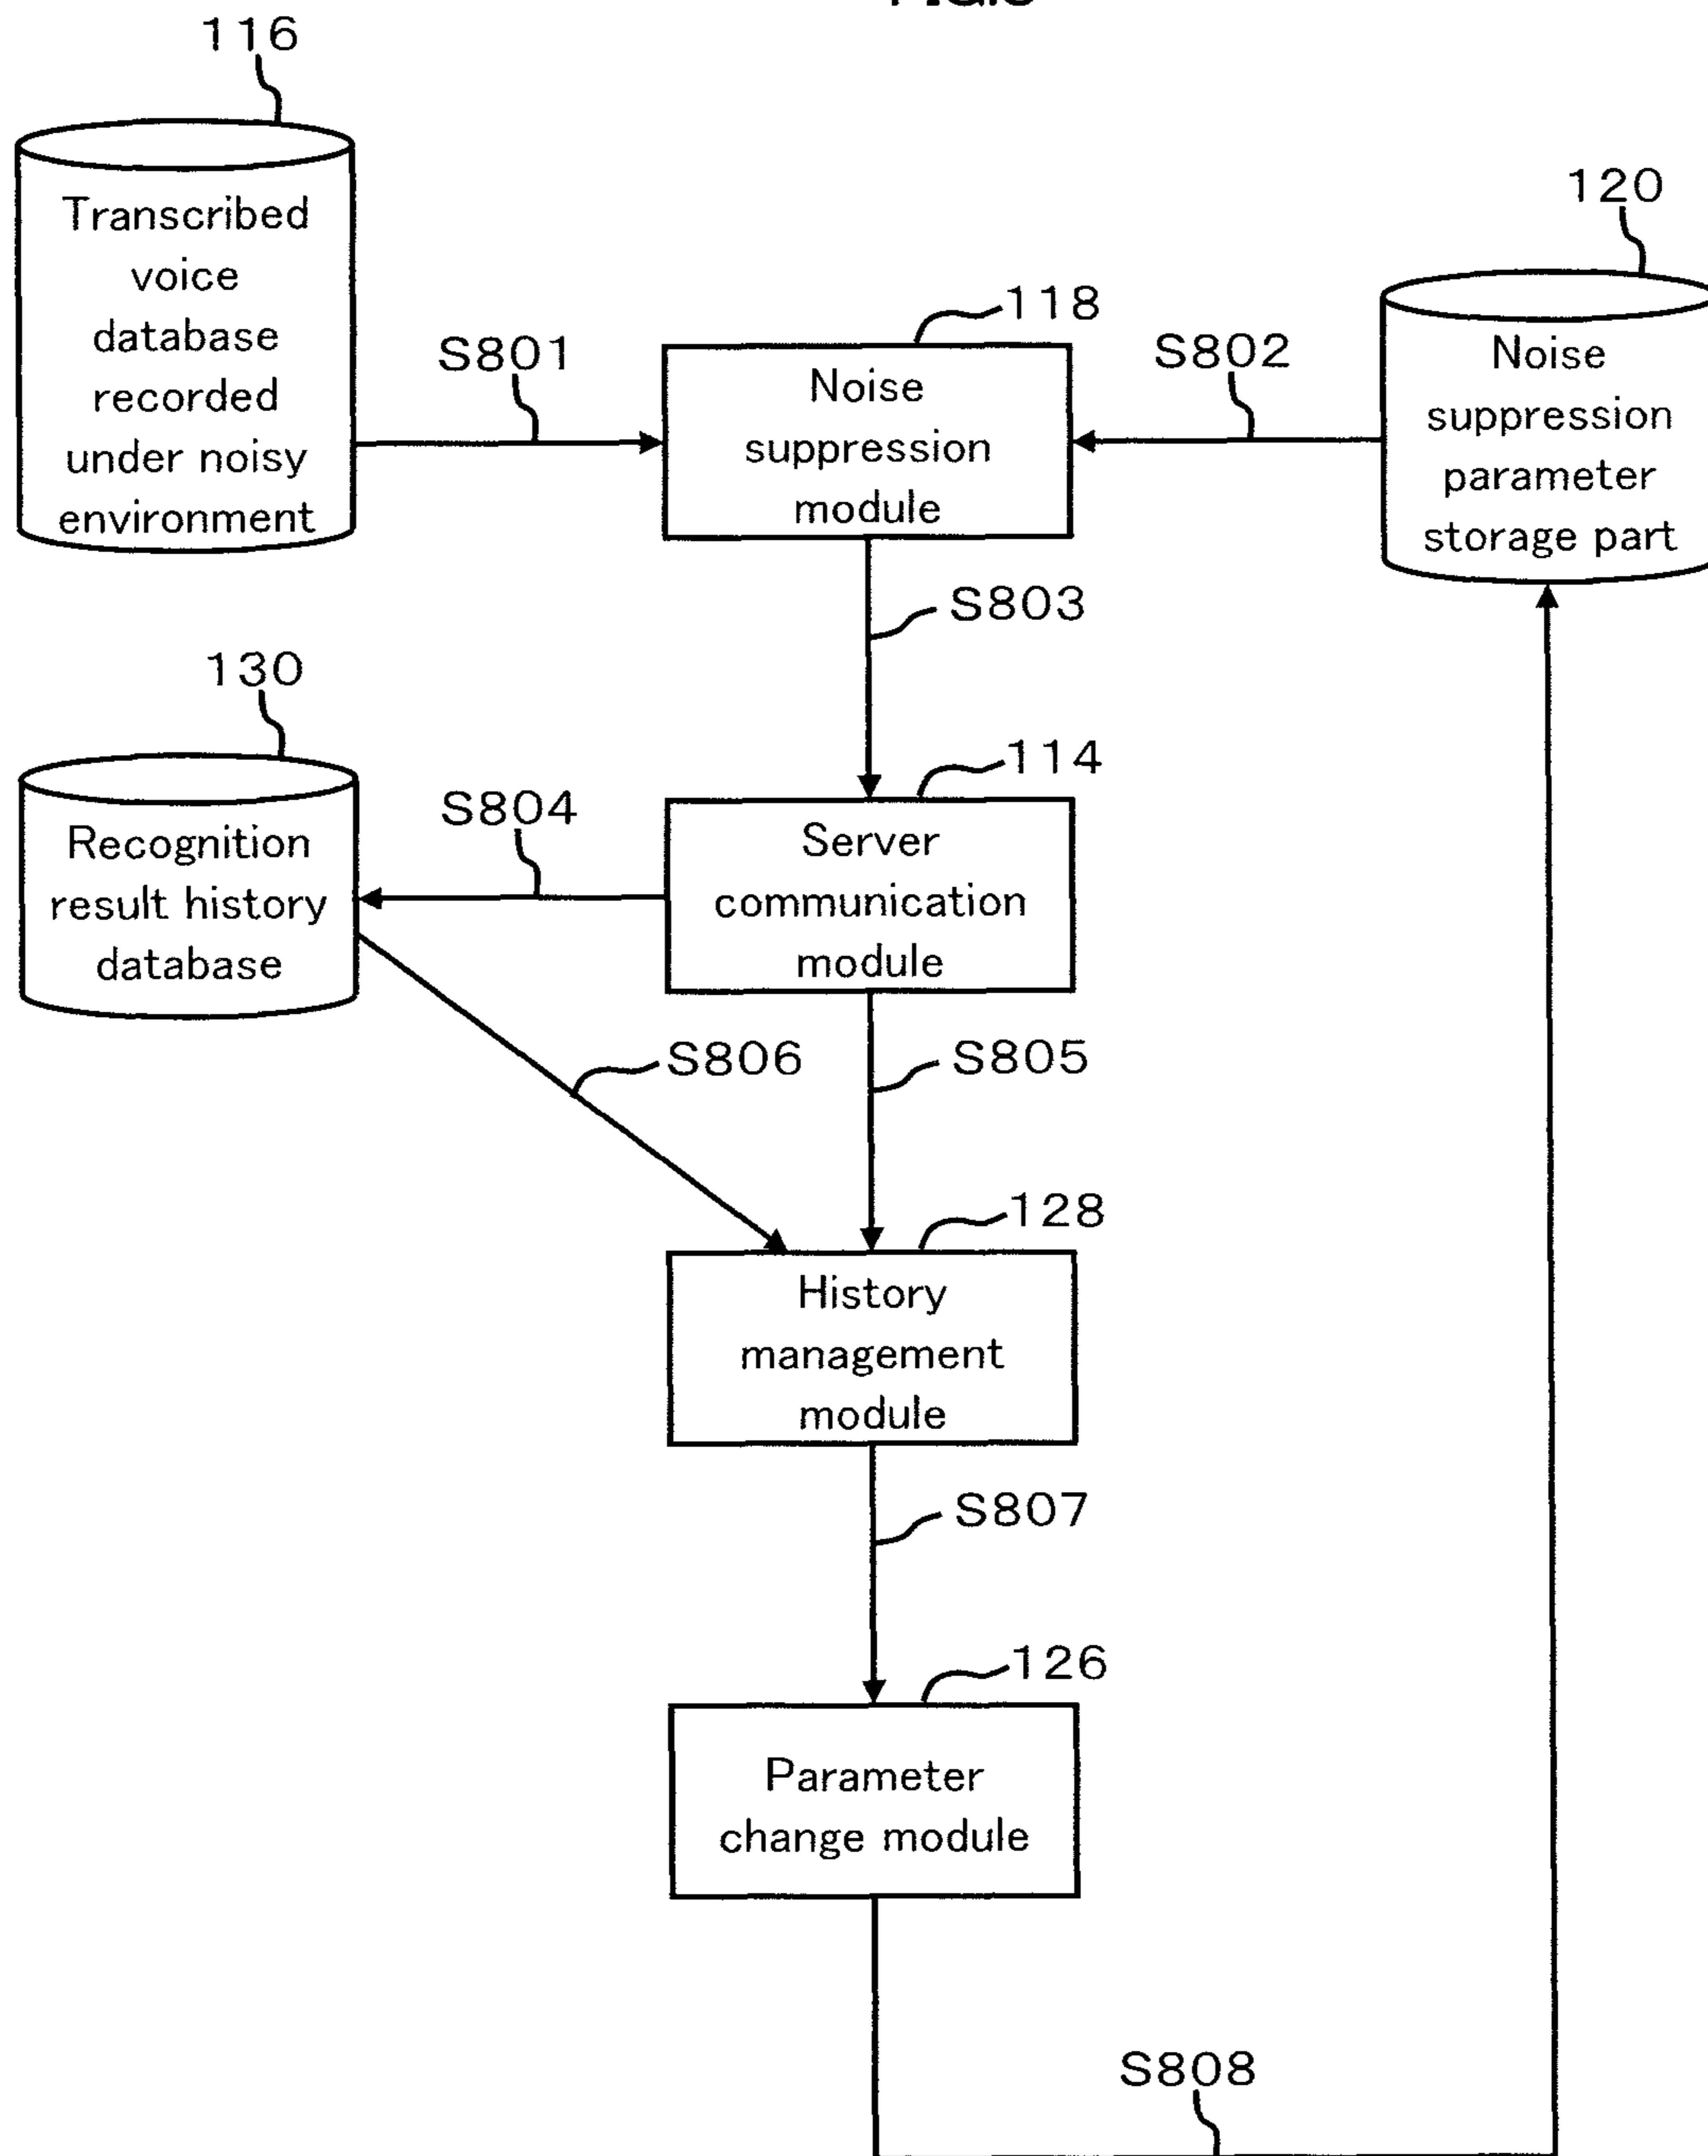 116
Transcribed
voice
database
recorded
under noisy
environment
S801
118
Noise
suppression
module
S802
120
Noise
suppression
parameter
storage part
S803
130
Recognition
result history
database
S804
114
Server
communication
module
S806
S805
128
History
management
module
S807
126
Parameter
change module
S808